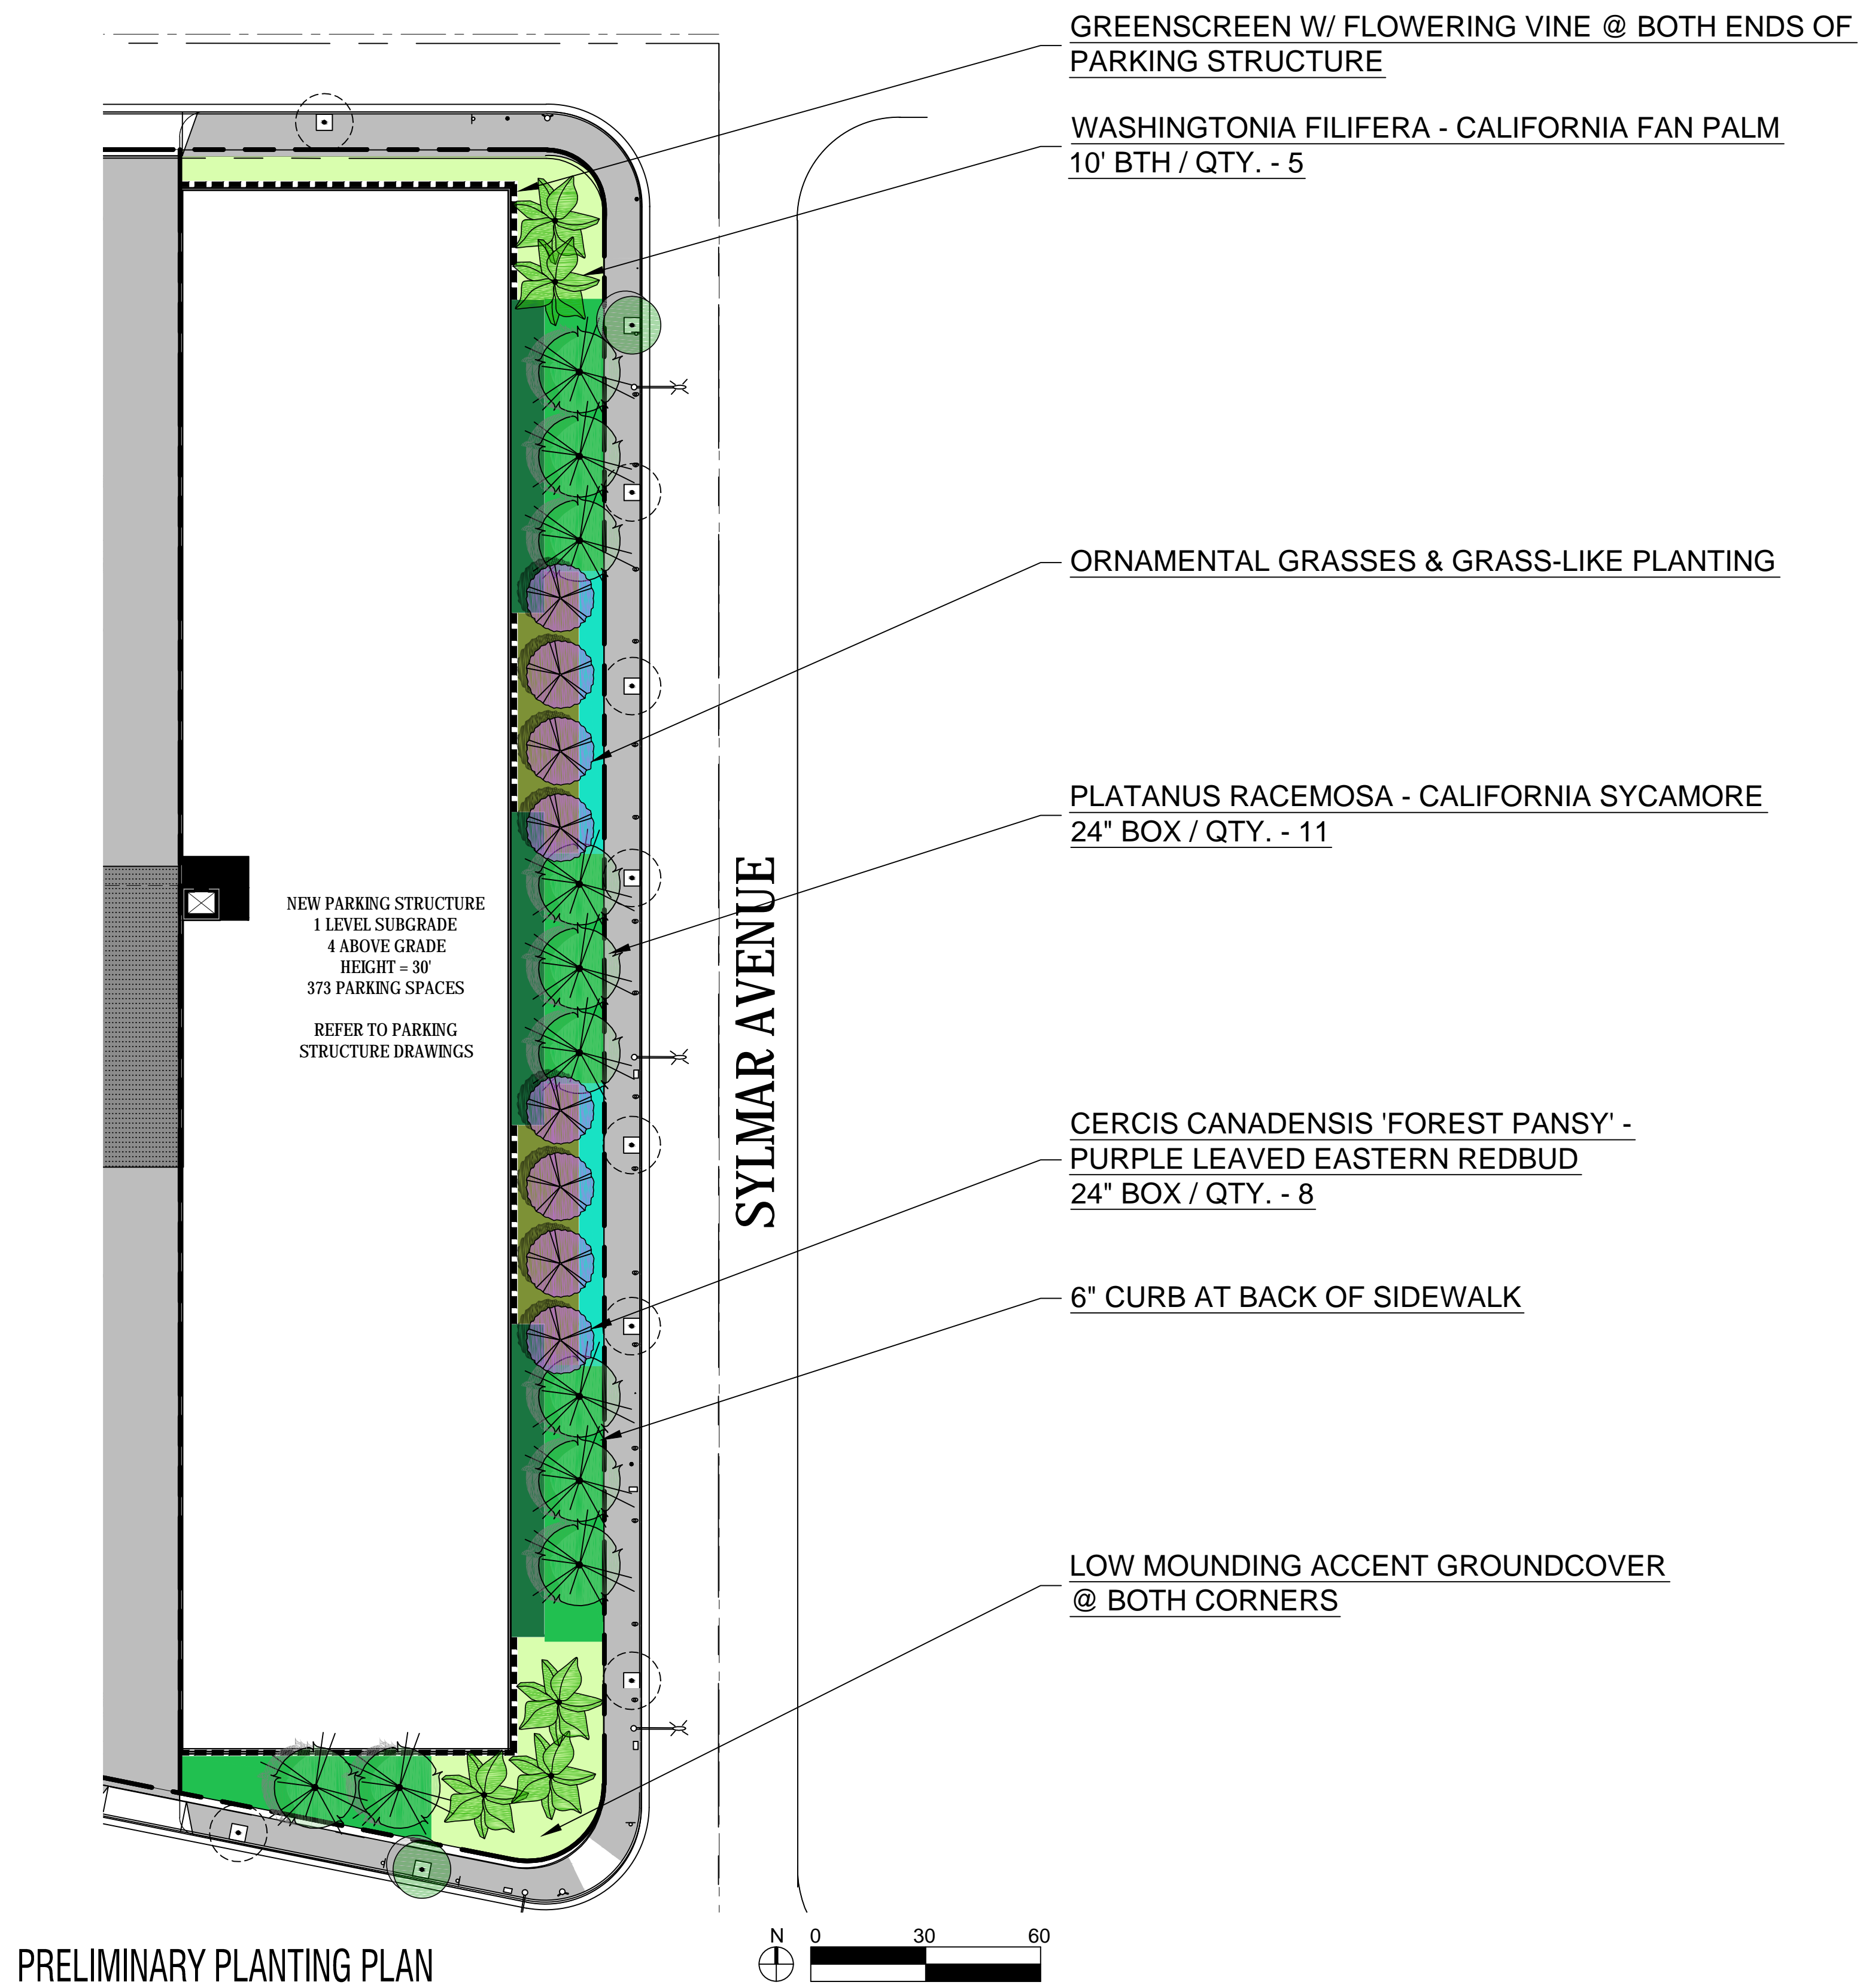 GREENSCREEN W/ FLOWERING VINE @ BOTH ENDS OF
PARKING STRUCTURE
WASHINGTONIA FILIFERA - CALIFORNIA FAN PALM
10' BTH / QTY. - 5
ORNAMENTAL GRASSES & GRASS-LIKE PLANTING
PLATANUS RACEMOSA - CALIFORNIA SYCAMORE
24" BOX / QTY. - 11
NEW PARKING STRUCTURE
1 LEVEL SUBGRADE
4 ABOVE GRADE
HEIGHT = 30'
373 PARKING SPACES
REFER TO PARKING
STRUCTURE DRAWINGS
SYLMAR AVENUE
CERCIS CANADENSIS 'FOREST PANSY' -
PURPLE LEAVED EASTERN REDBUD
24" BOX / QTY. - 8
6" CURB AT BACK OF SIDEWALK
LOW MOUNDING ACCENT GROUNDCOVER
@ BOTH CORNERS
PRELIMINARY PLANTING PLAN
N 0 30 60